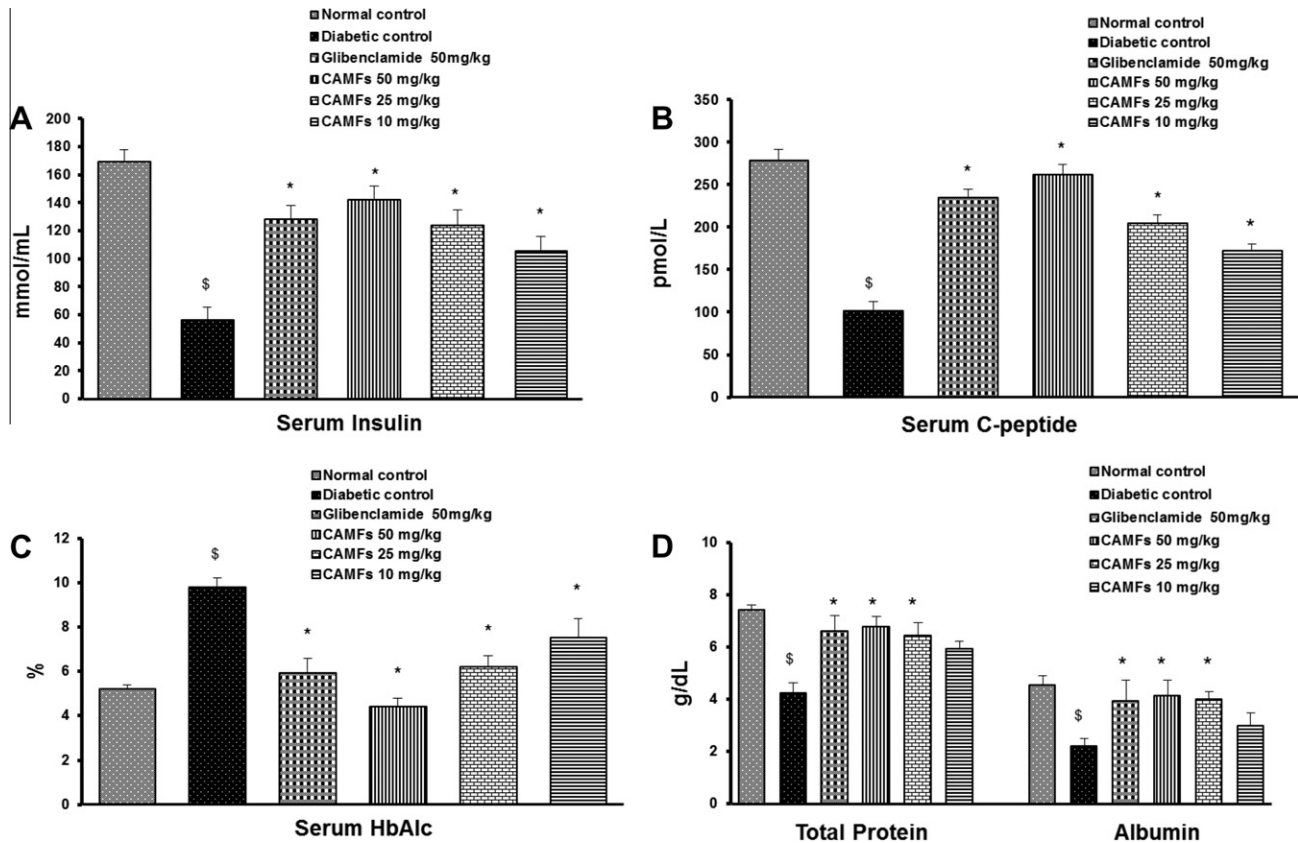 Normal control
Diabetic control
Glibenclamide 50mg/kg
CAMFs 50 mg/kg
CAMFs 25 mg/kg
CAMFs 10 mg/kg
A
200
180
160
140
120
100
80
60
40
20
0
mmol/mL
$
*
*
*
*
Serum Insulin
Normal control
Diabetic control
Glibenclamide 50mg/kg
CAMFs 50 mg/kg
CAMFs 25 mg/kg
CAMFs 10 mg/kg
B
350
300
250
200
150
100
50
0
pmol/L
$
*
*
*
*
Serum C-peptide
Normal control
Diabetic control
Glibenclamide 50mg/kg
CAMFs 50 mg/kg
CAMFs 25 mg/kg
CAMFs 10 mg/kg
C
12
10
8
6
4
2
0
%
$
*
*
*
*
Serum HbAlc
Normal control
Diabetic control
Glibenclamide 50mg/kg
CAMFs 50 mg/kg
CAMFs 25 mg/kg
CAMFs 10 mg/kg
D
10
8
6
4
2
0
g/dL
$
* * *
$
* * *
Total Protein
Albumin